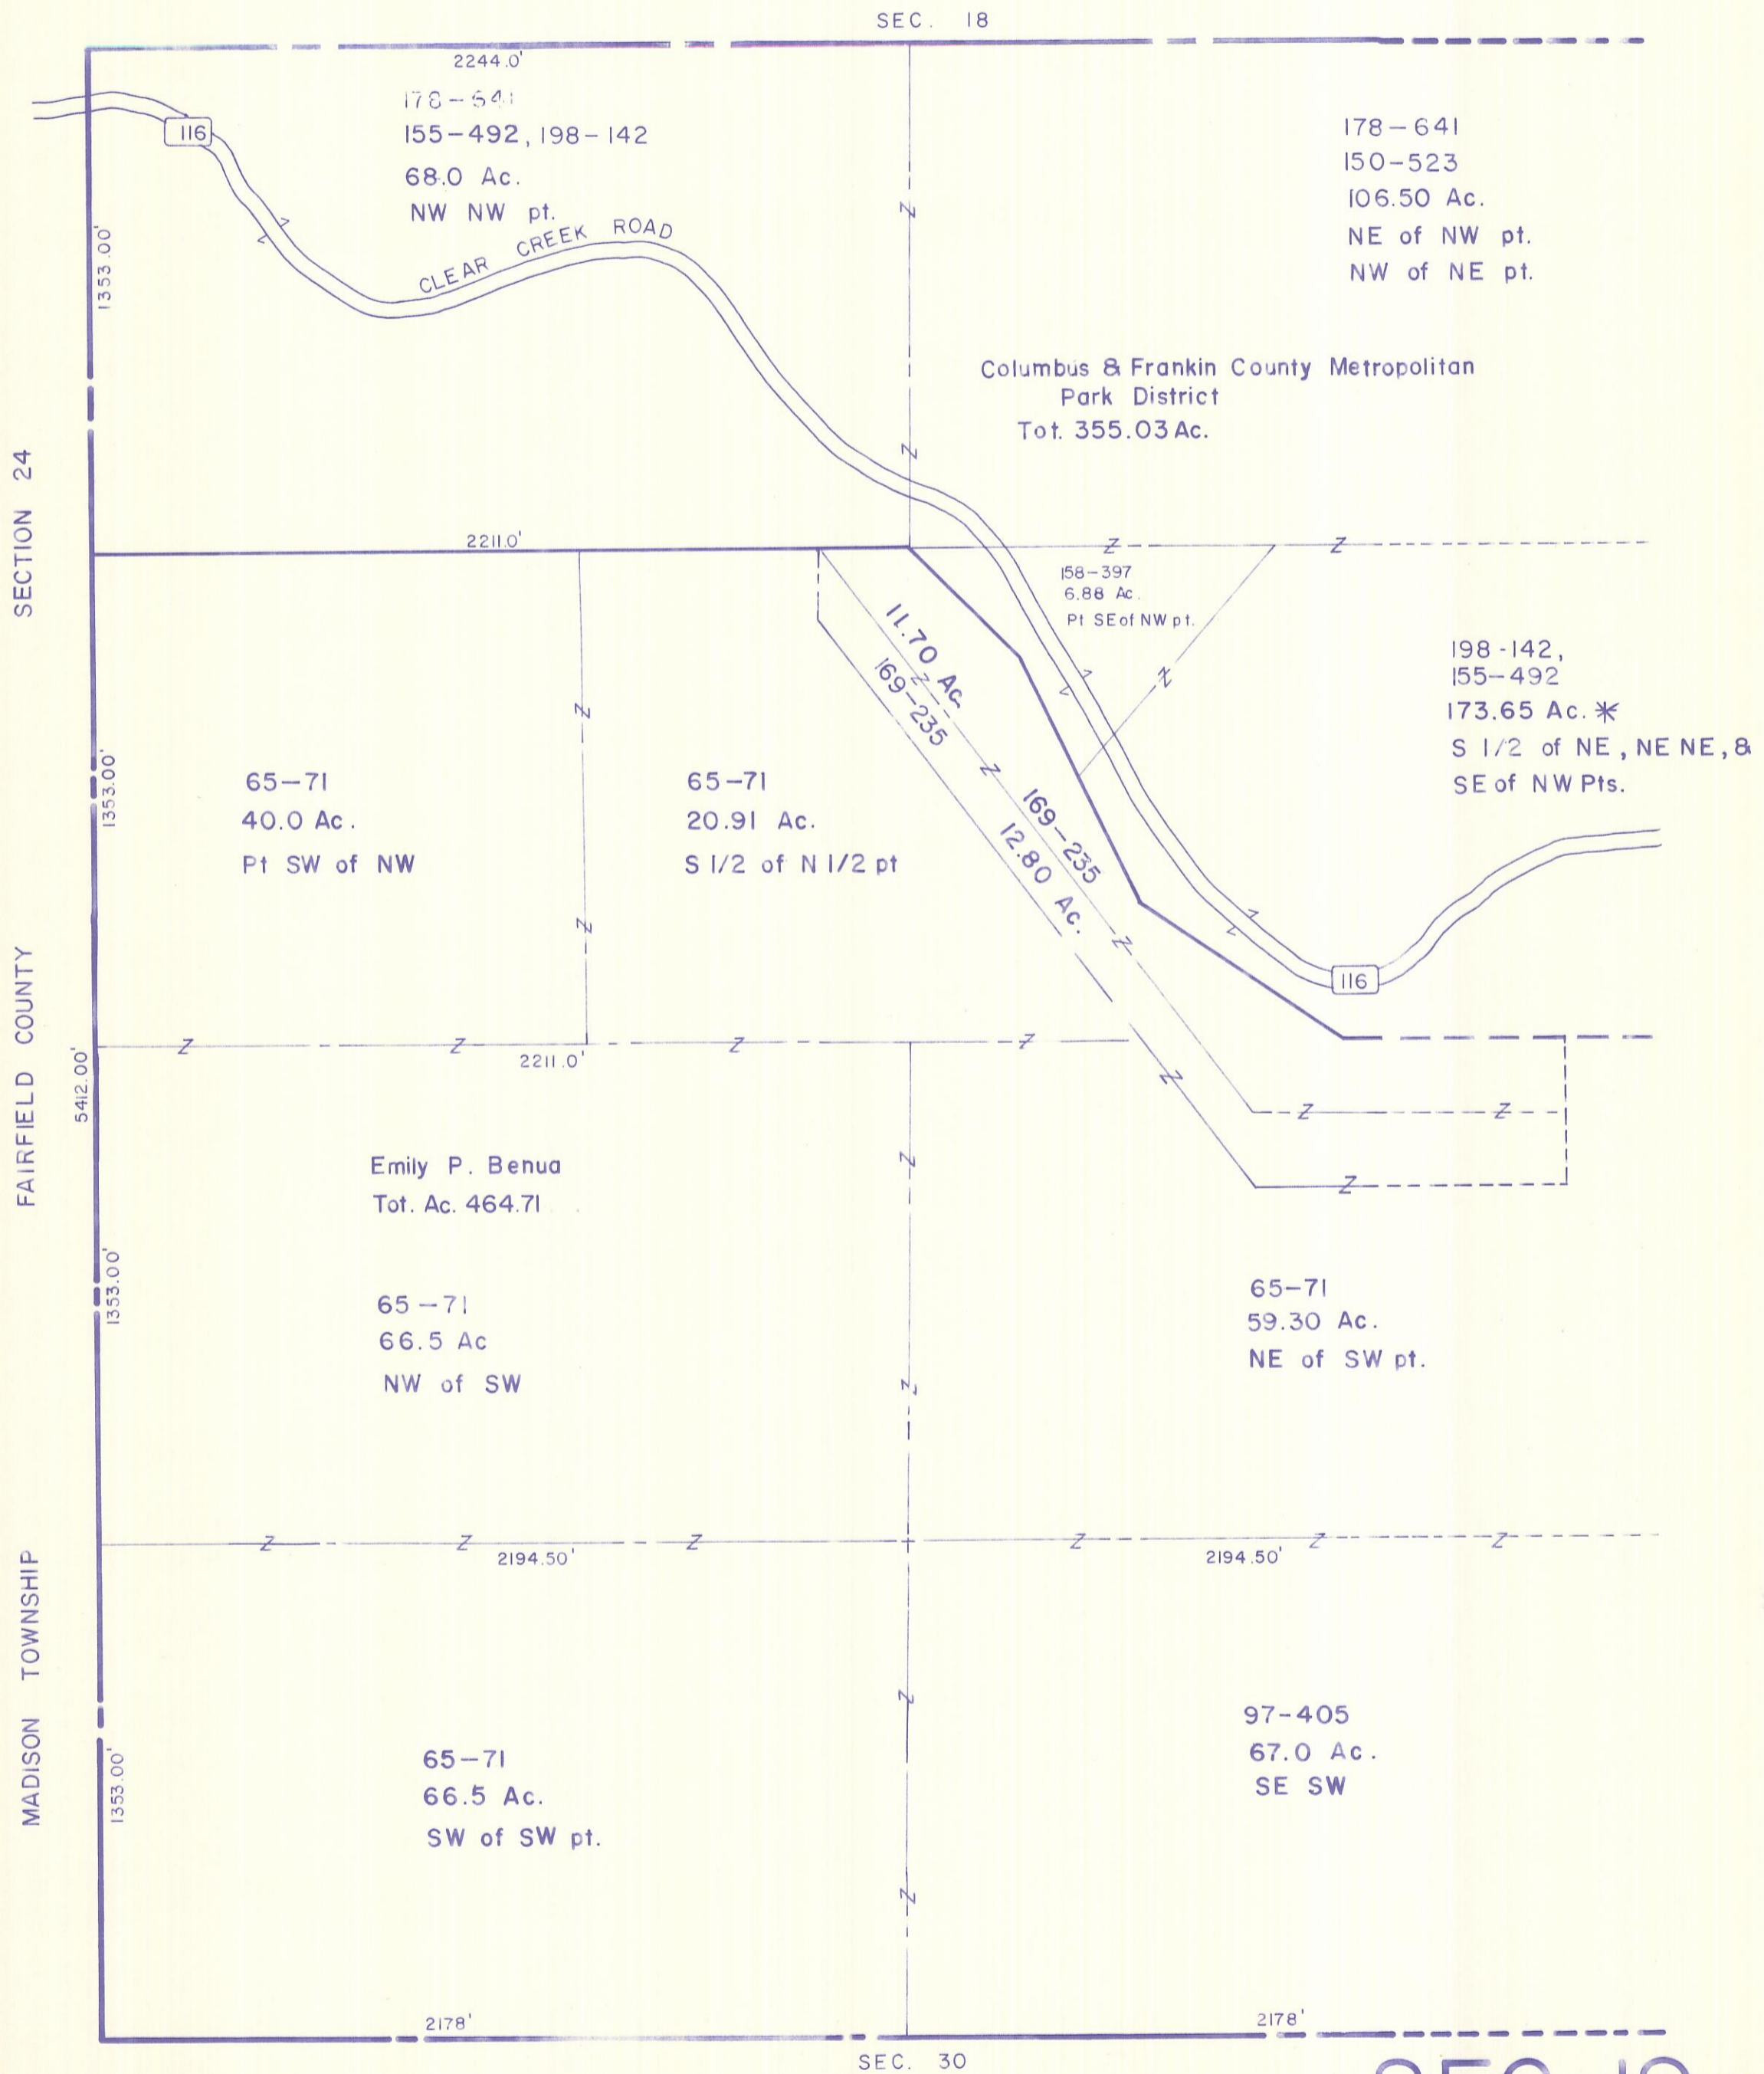 SEC. 18
2244.0'
116
155-492, 198-142
68.0 Ac.
NW NW pt.
CLEAR CREEK ROAD
178-641
150-523
106.50 Ac.
NE of NW pt.
NW of NE pt.
1353.00'
Columbus & Frankin County Metropolitan
Park District
Tot. 355.03 Ac.
SECTION 24
2211.0'
158-397
6.88 Ac.
Pt SE of NW pt.
11.70 Ac.
169-235
169-235
12.80 Ac.
198-142,
155-492
173.65 Ac. *
S 1/2 of NE, NE NE, &
SE of NW Pts.
1353.00'
65-71
40.0 Ac.
Pt SW of NW
65-71
20.91 Ac.
S 1/2 of N 1/2 pt
116
FAIRFIELD COUNTY
5412.00'
2211.0'
Emily P. Benua
Tot. Ac. 464.71
1353.00'
65-71
66.5 Ac
NW of SW
65-71
59.30 Ac.
NE of SW pt.
2194.50'
2194.50'
MADISON TOWNSHIP
1353.00'
65-71
66.5 Ac.
SW of SW pt.
97-405
67.0 Ac.
SE SW
2178'
2178'
SEC. 30